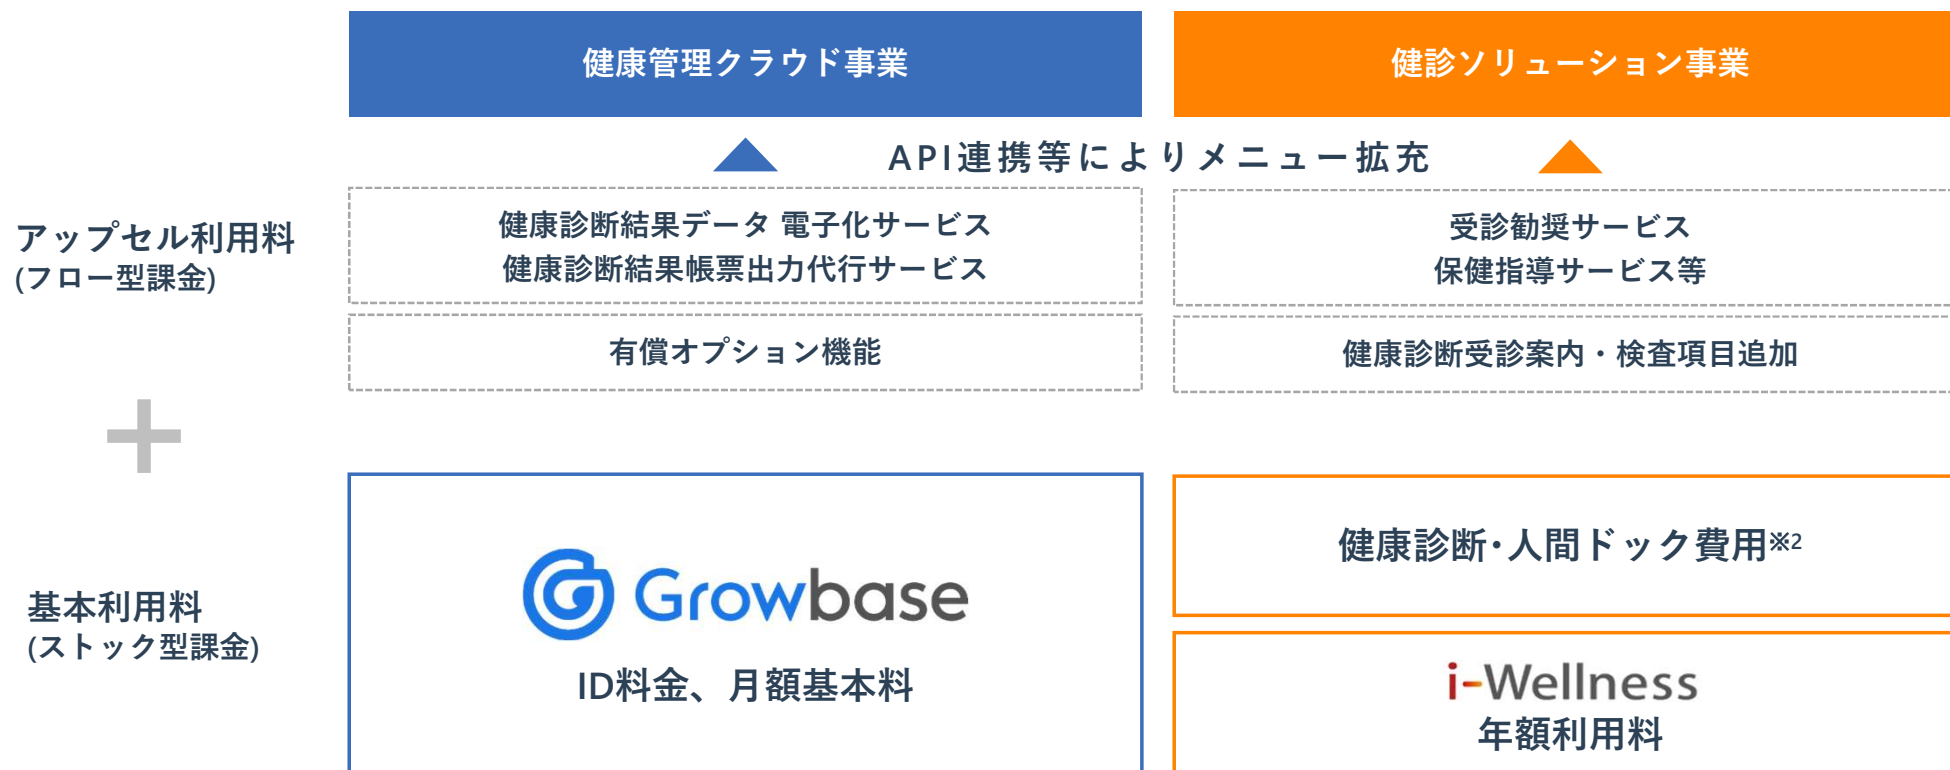 健康管理クラウド事業
健診ソリューション事業
API連携等によりメニュー拡充
アップセル利用料
(フロー型課金)
健康診断結果データ 電子化サービス
健康診断結果帳票出力代行サービス
受診勧奨サービス
保健指導サービス等
有償オプション機能
健康診断受診案内・検査項目追加
基本利用料
(ストック型課金)
Growbase
ID料金、月額基本料
健康診断･人間ドック費用※2
i-Wellness
年額利用料